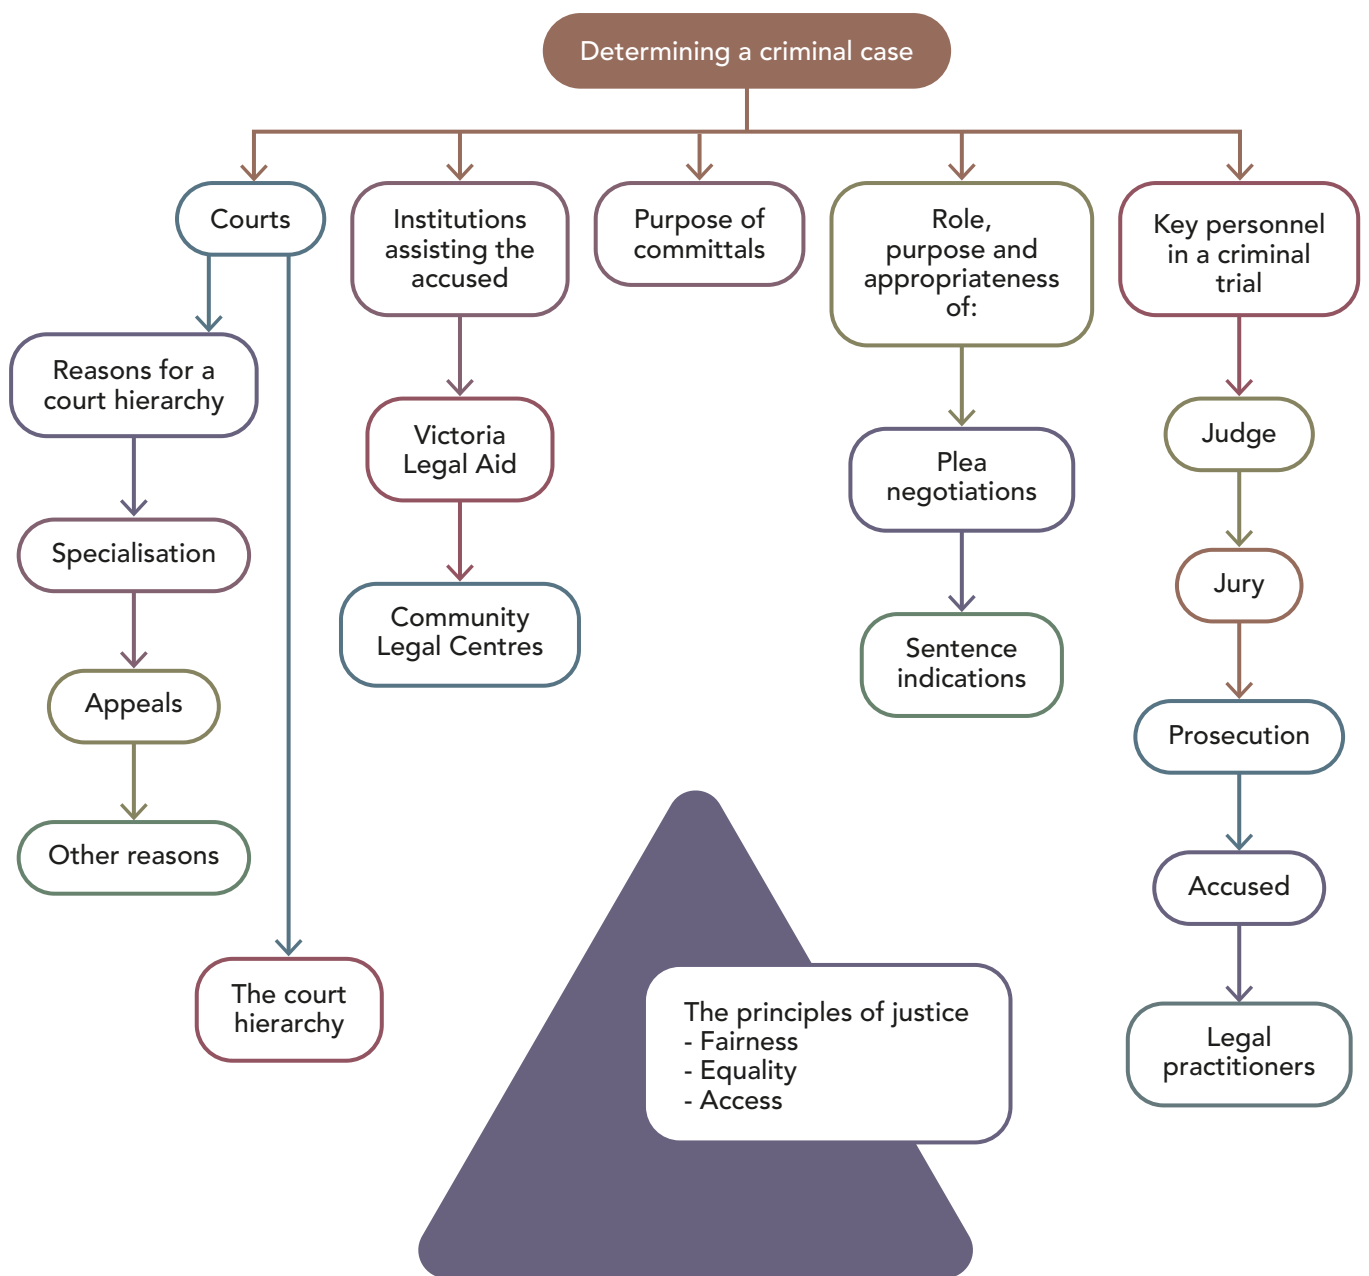 Determining a criminal case
Courts
Reasons for a
court hierarchy
Specialisation
Appeals
Other reasons
The court
hierarchy
Institutions
assisting the
accused
Victoria
Legal Aid
Community
Legal Centres
Purpose of
committals
Role,
purpose and
appropriateness
of:
Plea
negotiations
Sentence
indications
Key personnel
in a criminal
trial
Judge
Jury
Prosecution
Accused
Legal
practitioners
The principles of justice
- Fairness
- Equality
- Access